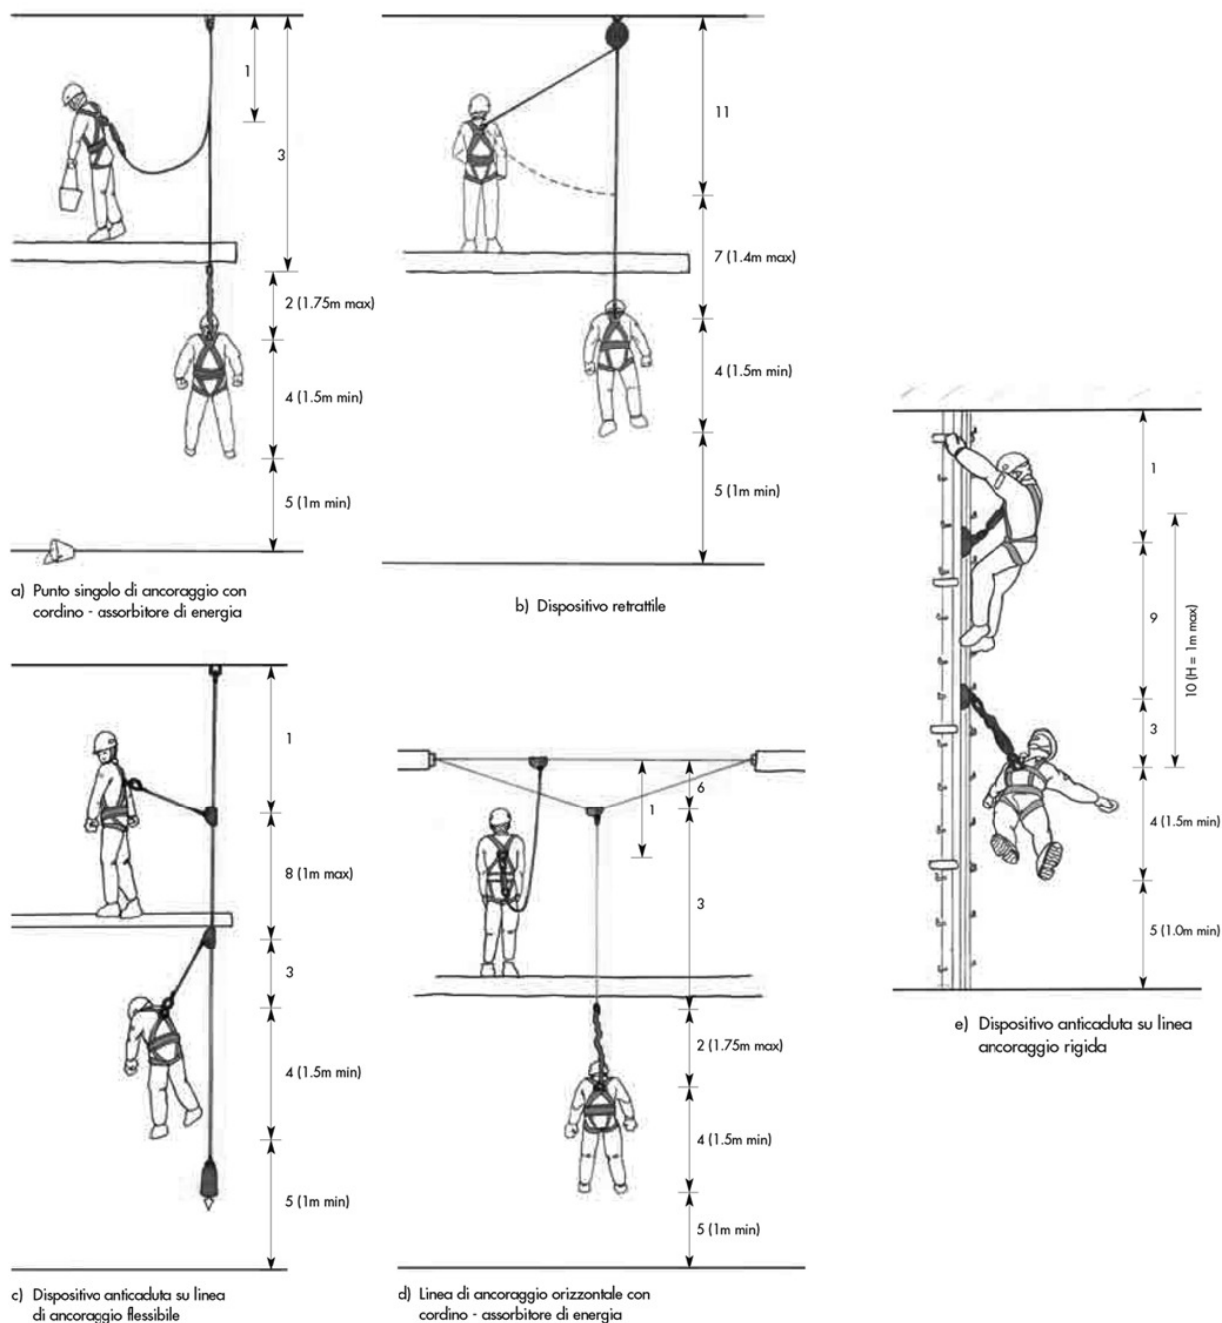 1
3
2 (1.75m max)
4 (1.5m min)
5 (1m min)
a) Punto singolo di ancoraggio con
cordino - assorbitore di energia
11
7 (1.4m max)
4 (1.5m min)
5 (1m min)
b) Dispositivo retrattile
1
8 (1m max)
3
4 (1.5m min)
5 (1m min)
c) Dispositivo anticaduta su linea
di ancoraggio flessibile
6
1
3
2 (1.75m max)
4 (1.5m min)
5 (1m min)
d) Linea di ancoraggio orizzontale con
cordino - assorbitore di energia
1
9
10 (H = 1m max)
3
4 (1.5m min)
5 (1.0m min)
e) Dispositivo anticaduta su linea
ancoraggio rigida